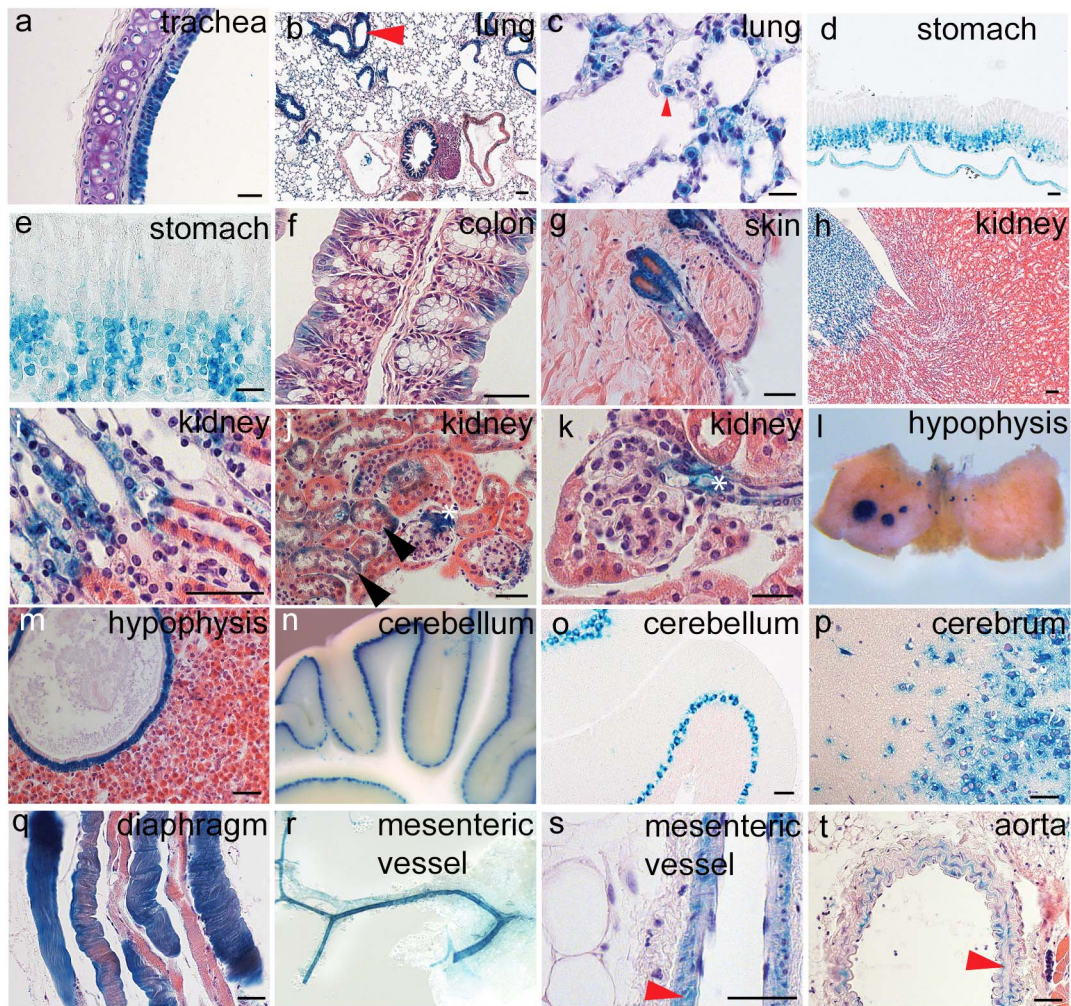 a trachea
b lung
c lung
d stomach
e stomach
f colon
g skin
h kidney
i kidney
j kidney
*
k kidney
*
l hypophysis
m hypophysis
n cerebellum
o cerebellum
p cerebrum
q diaphragm
r mesenteric
vessel
s mesenteric
vessel
t aorta